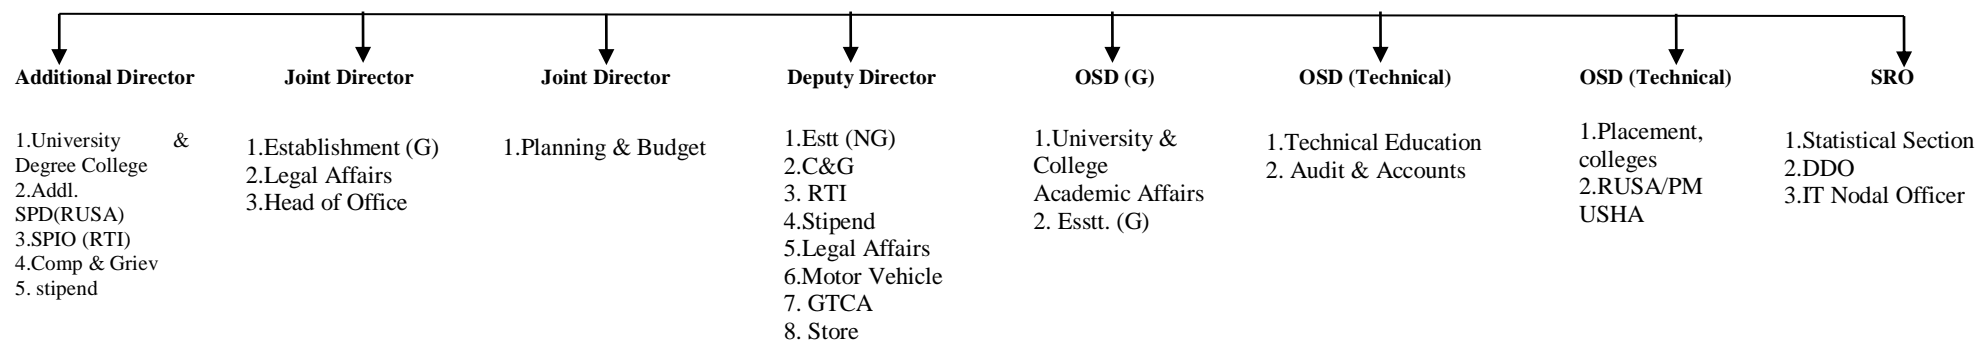 Additional Director
1.University &
Degree College
2.Addl.
SPD(RUSA)
3.SPIO (RTI)
4.Comp & Griev
5. stipend
Joint Director
1.Establishment (G)
2.Legal Affairs
3.Head of Office
Joint Director
1.Planning & Budget
Deputy Director
1.Estt (NG)
2.C&G
3. RTI
4.Stipend
5.Legal Affairs
6.Motor Vehicle
7. GTCA
8. Store
OSD (G)
1.University &
College
Academic Affairs
2. Esstt. (G)
OSD (Technical)
1.Technical Education
2. Audit & Accounts
OSD (Technical)
1.Placement,
colleges
2.RUSA/PM
USHA
SRO
1.Statistical Section
2.DDO
3.IT Nodal Officer